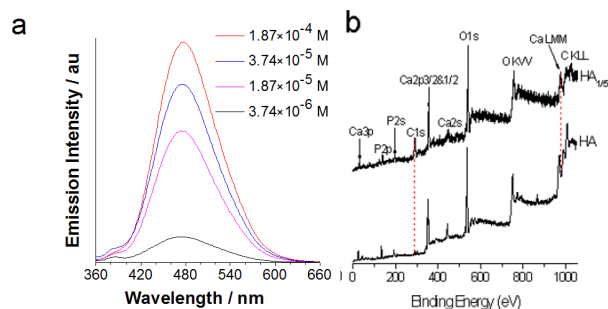 a
1.87×10⁻⁴ M
3.74×10⁻⁵ M
1.87×10⁻⁵ M
3.74×10⁻⁶ M
Emission Intensity / au
360 420 480 540 600 660
Wavelength / nm
b
O1s
CaLMM
C KLL
O KVV
Ca2p3/2&1/2
HA1/5
P2s
C1s
Ca2s
Ca3p
P2p
HA
0 200 400 600 800 1000
Binding Energy (eV)